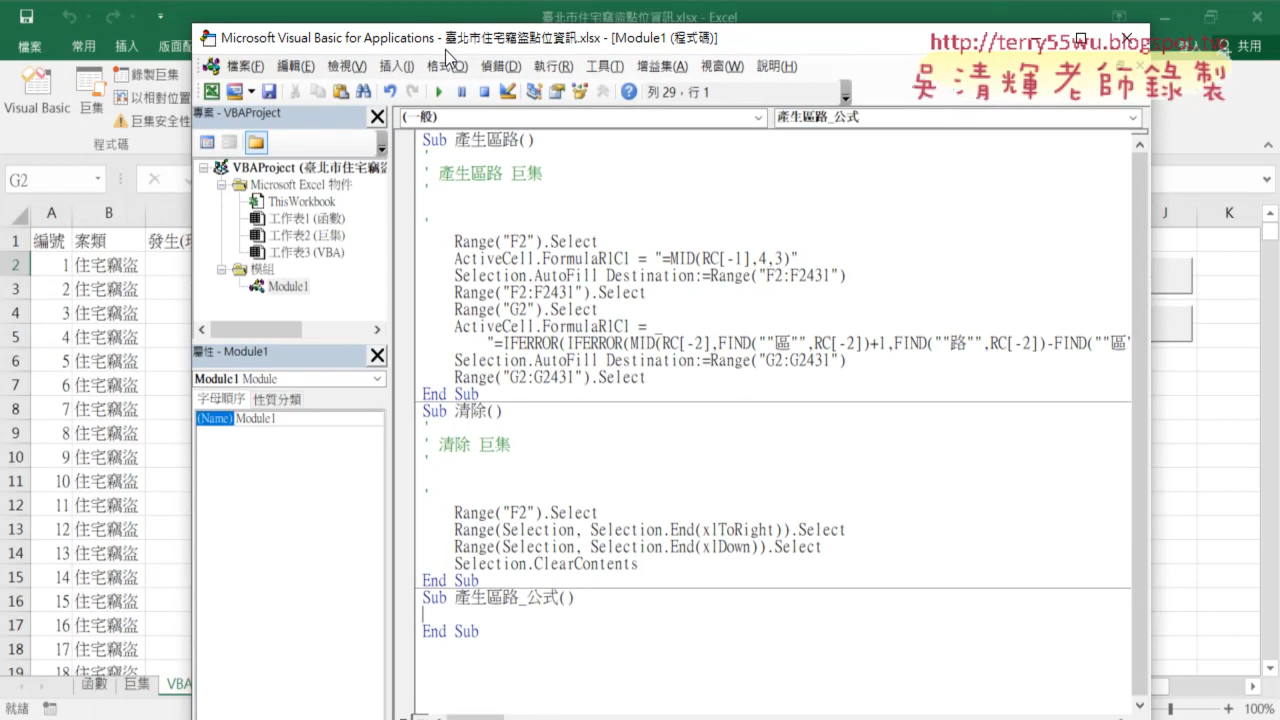 臺北市住宅竊盜點位資訊.xlsx - Excel
檔案 常用 插入 版面配
共用
Visual Basic 巨集 錄製巨集
以相對位置
巨集安全性
程式碼
G2
A B J K
1 編號 案類
2 1 住宅竊盜
3 2 住宅竊盜
4 3 住宅竊盜
5 4 住宅竊盜
6 5 住宅竊盜
7 6 住宅竊盜
8 7 住宅竊盜
9 8 住宅竊盜
10 9 住宅竊盜
11 10 住宅竊盜
12 11 住宅竊盜
13 12 住宅竊盜
14 13 住宅竊盜
15 14 住宅竊盜
16 15 住宅竊盜
17 16 住宅竊盜
18 17 住宅竊盜
19 18 住宅竊盜
函數 巨集 VBA
就緒
100%
Microsoft Visual Basic for Applications - 臺北市住宅竊盜點位資訊.xlsx - [Module1 (程式碼)]
http://terry55wu.blogspot.tw
吳清輝老師錄製
檔案(F) 編輯(E) 檢視(V) 插入(I) 格式(O) 偵錯(D) 執行(R) 工具(T) 增益集(A) 視窗(W) 說明(H)
列 29，行 1
專案 - VBAProject
VBAProject (臺北市住宅竊盜
Microsoft Excel 物件
ThisWorkbook
工作表1 (函數)
工作表2 (巨集)
工作表3 (VBA)
模組
Module1
屬性 - Module1
Module1 Module
字母順序 性質分類
(Name) Module1
(一般) 產生區路_公式
Sub 產生區路()
'
' 產生區路 巨集
'
'
Range("F2").Select
ActiveCell.FormulaR1C1 = "=MID(RC[-1],4,3)"
Selection.AutoFill Destination:=Range("F2:F2431")
Range("F2:F2431").Select
Range("G2").Select
ActiveCell.FormulaR1C1 = _
"=IFERROR(IFERROR(MID(RC[-2],FIND(""區"",RC[-2])+1,FIND(""路"",RC[-2])-FIND(""區"
Selection.AutoFill Destination:=Range("G2:G2431")
Range("G2:G2431").Select
End Sub
Sub 清除()
'
' 清除 巨集
'
'
Range("F2").Select
Range(Selection, Selection.End(xlToRight)).Select
Range(Selection, Selection.End(xlDown)).Select
Selection.ClearContents
End Sub
Sub 產生區路_公式()
End Sub